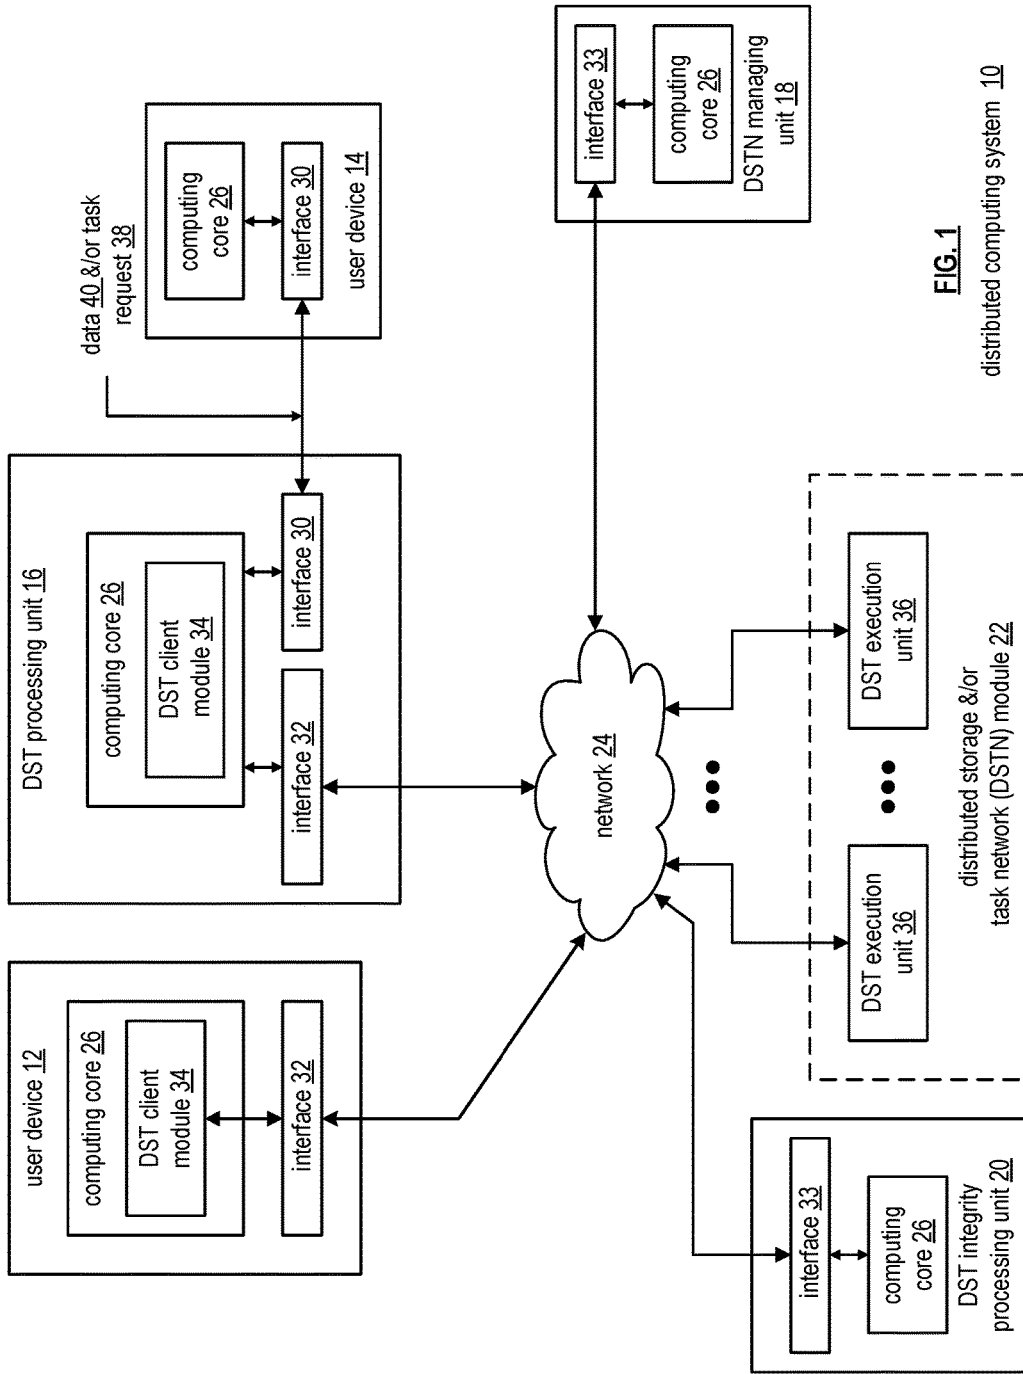 user device 12
computing core 26
DST client
module 34
interface 32
DST processing unit 16
computing core 26
DST client
module 34
interface 32
interface 30
data 40 &/or task
request 38
computing
core 26
interface 30
user device 14
network 24
interface 33
computing
core 26
DSTN managing
unit 18
interface 33
computing
core 26
DST integrity
processing unit 20
DST execution
unit 36
DST execution
unit 36
distributed storage &/or
task network (DSTN) module 22
FIG. 1
distributed computing system 10